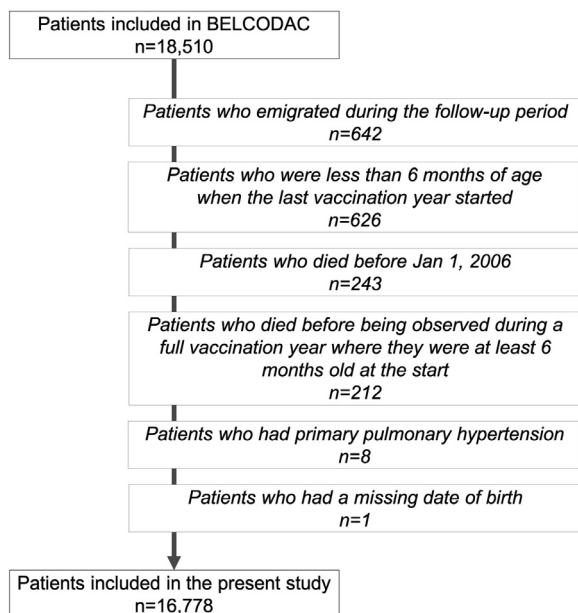 Patients included in BELCODAC
n=18,510
Patients who emigrated during the follow-up period
n=642
Patients who were less than 6 months of age
when the last vaccination year started
n=626
Patients who died before Jan 1, 2006
n=243
Patients who died before being observed during a
full vaccination year where they were at least 6
months old at the start
n=212
Patients who had primary pulmonary hypertension
n=8
Patients who had a missing date of birth
n=1
Patients included in the present study
n=16,778